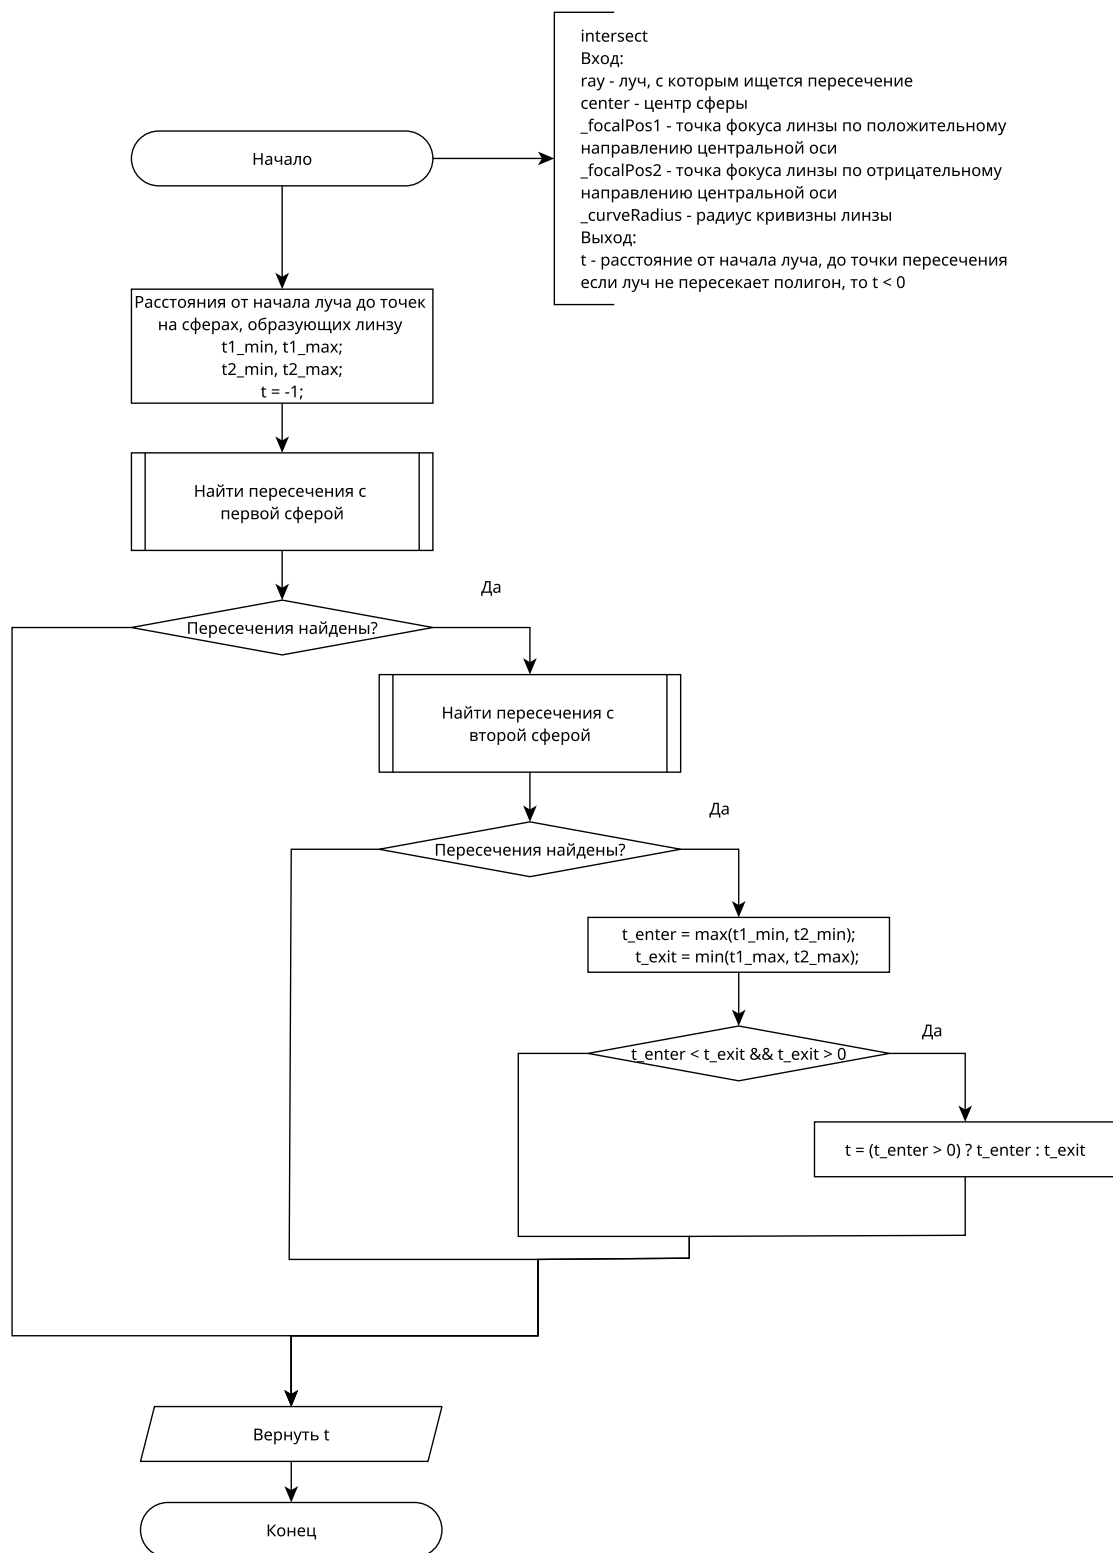 intersect
Вход:
ray - луч, с которым ищется пересечение
center - центр сферы
_focalPos1 - точка фокуса линзы по положительному
направлению центральной оси
_focalPos2 - точка фокуса линзы по отрицательному
направлению центральной оси
_curveRadius - радиус кривизны линзы
Выход:
t - расстояние от начала луча, до точки пересечения
если луч не пересекает полигон, то t < 0
Начало
Расстояния от начала луча до точек
на сферах, образующих линзу
t1_min, t1_max;
t2_min, t2_max;
t = -1;
Найти пересечения с
первой сферой
Да
Пересечения найдены?
Найти пересечения с
второй сферой
Да
Пересечения найдены?
t_enter = max(t1_min, t2_min);
t_exit = min(t1_max, t2_max);
Да
t_enter < t_exit && t_exit > 0
t = (t_enter > 0) ? t_enter : t_exit
Вернуть t
Конец